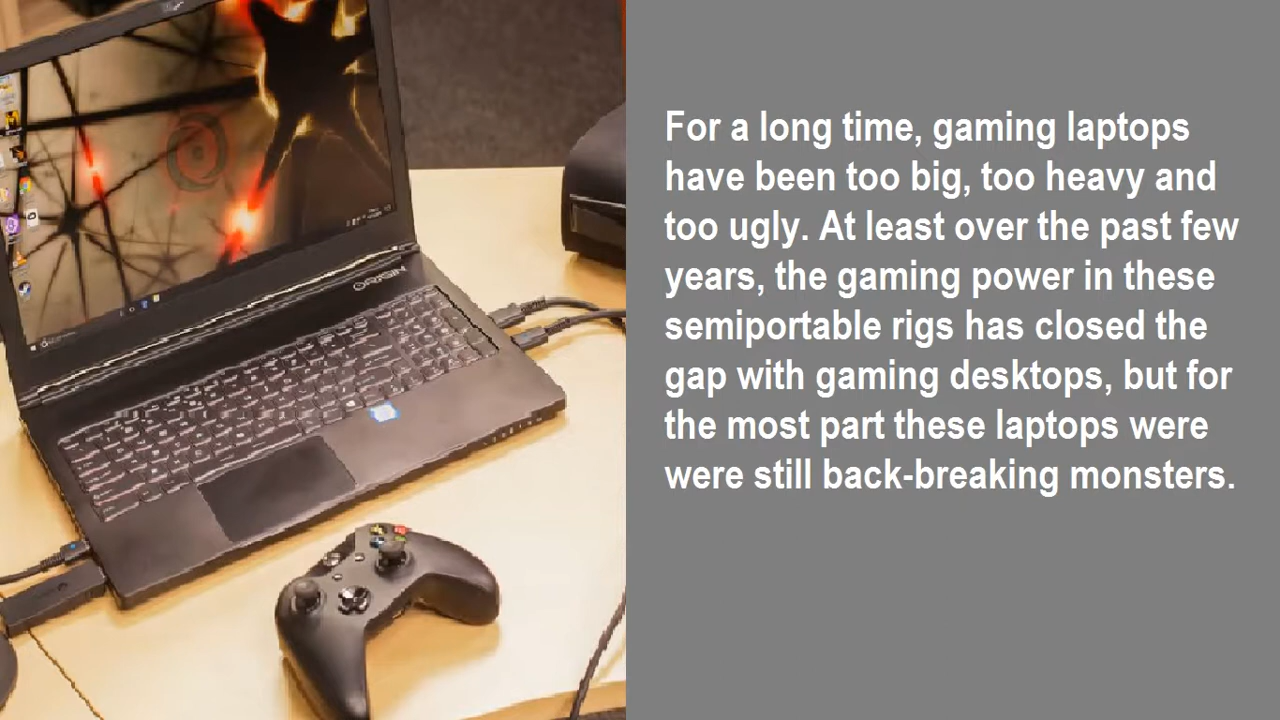 ORIGIN
For a long time, gaming laptops
have been too big, too heavy and
too ugly. At least over the past few
years, the gaming power in these
semiportable rigs has closed the
gap with gaming desktops, but for
the most part these laptops were
were still back-breaking monsters.